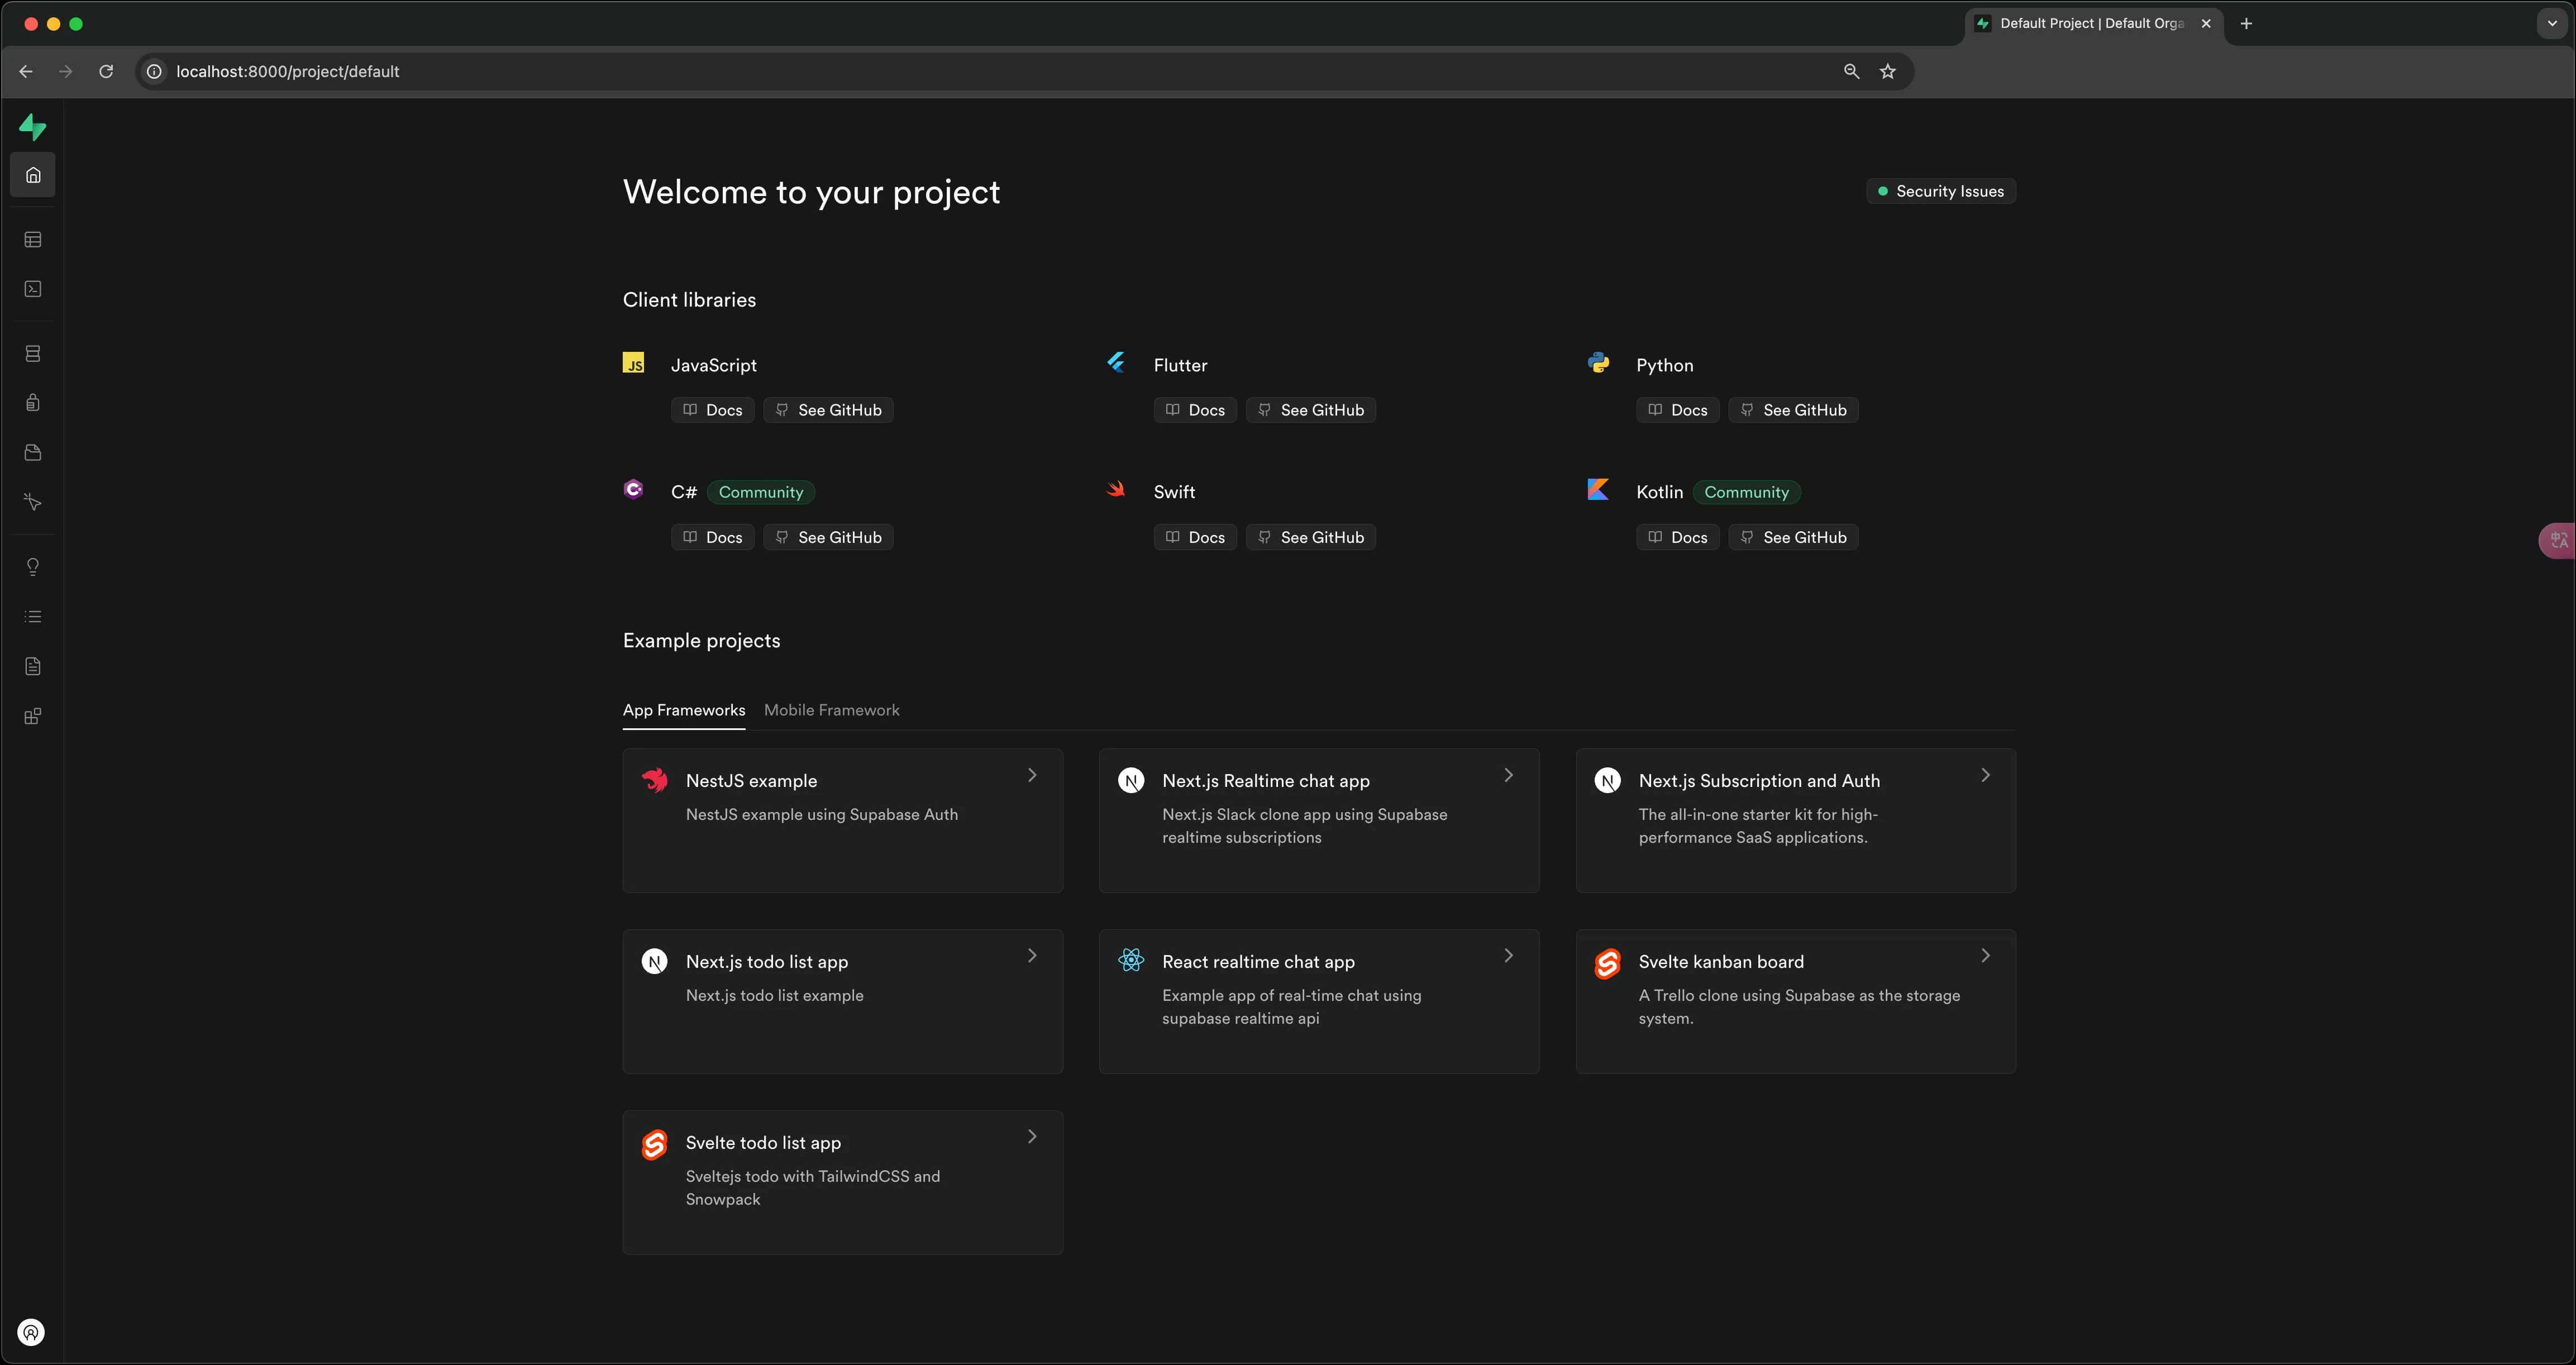 Default Project | Default Orga
localhost:8000/project/default
Welcome to your project
Security Issues
Client libraries
JS
JavaScript
Docs
See GitHub
Flutter
Docs
See GitHub
Python
Docs
See GitHub
C#
Community
Docs
See GitHub
Swift
Docs
See GitHub
Kotlin
Community
Docs
See GitHub
Example projects
App Frameworks
Mobile Framework
NestJS example
NestJS example using Supabase Auth
N
Next.js Realtime chat app
Next.js Slack clone app using Supabase
realtime subscriptions
N
Next.js Subscription and Auth
The all-in-one starter kit for high-
performance SaaS applications.
N
Next.js todo list app
Next.js todo list example
React realtime chat app
Example app of real-time chat using
supabase realtime api
Svelte kanban board
A Trello clone using Supabase as the storage
system.
Svelte todo list app
Sveltejs todo with TailwindCSS and
Snowpack